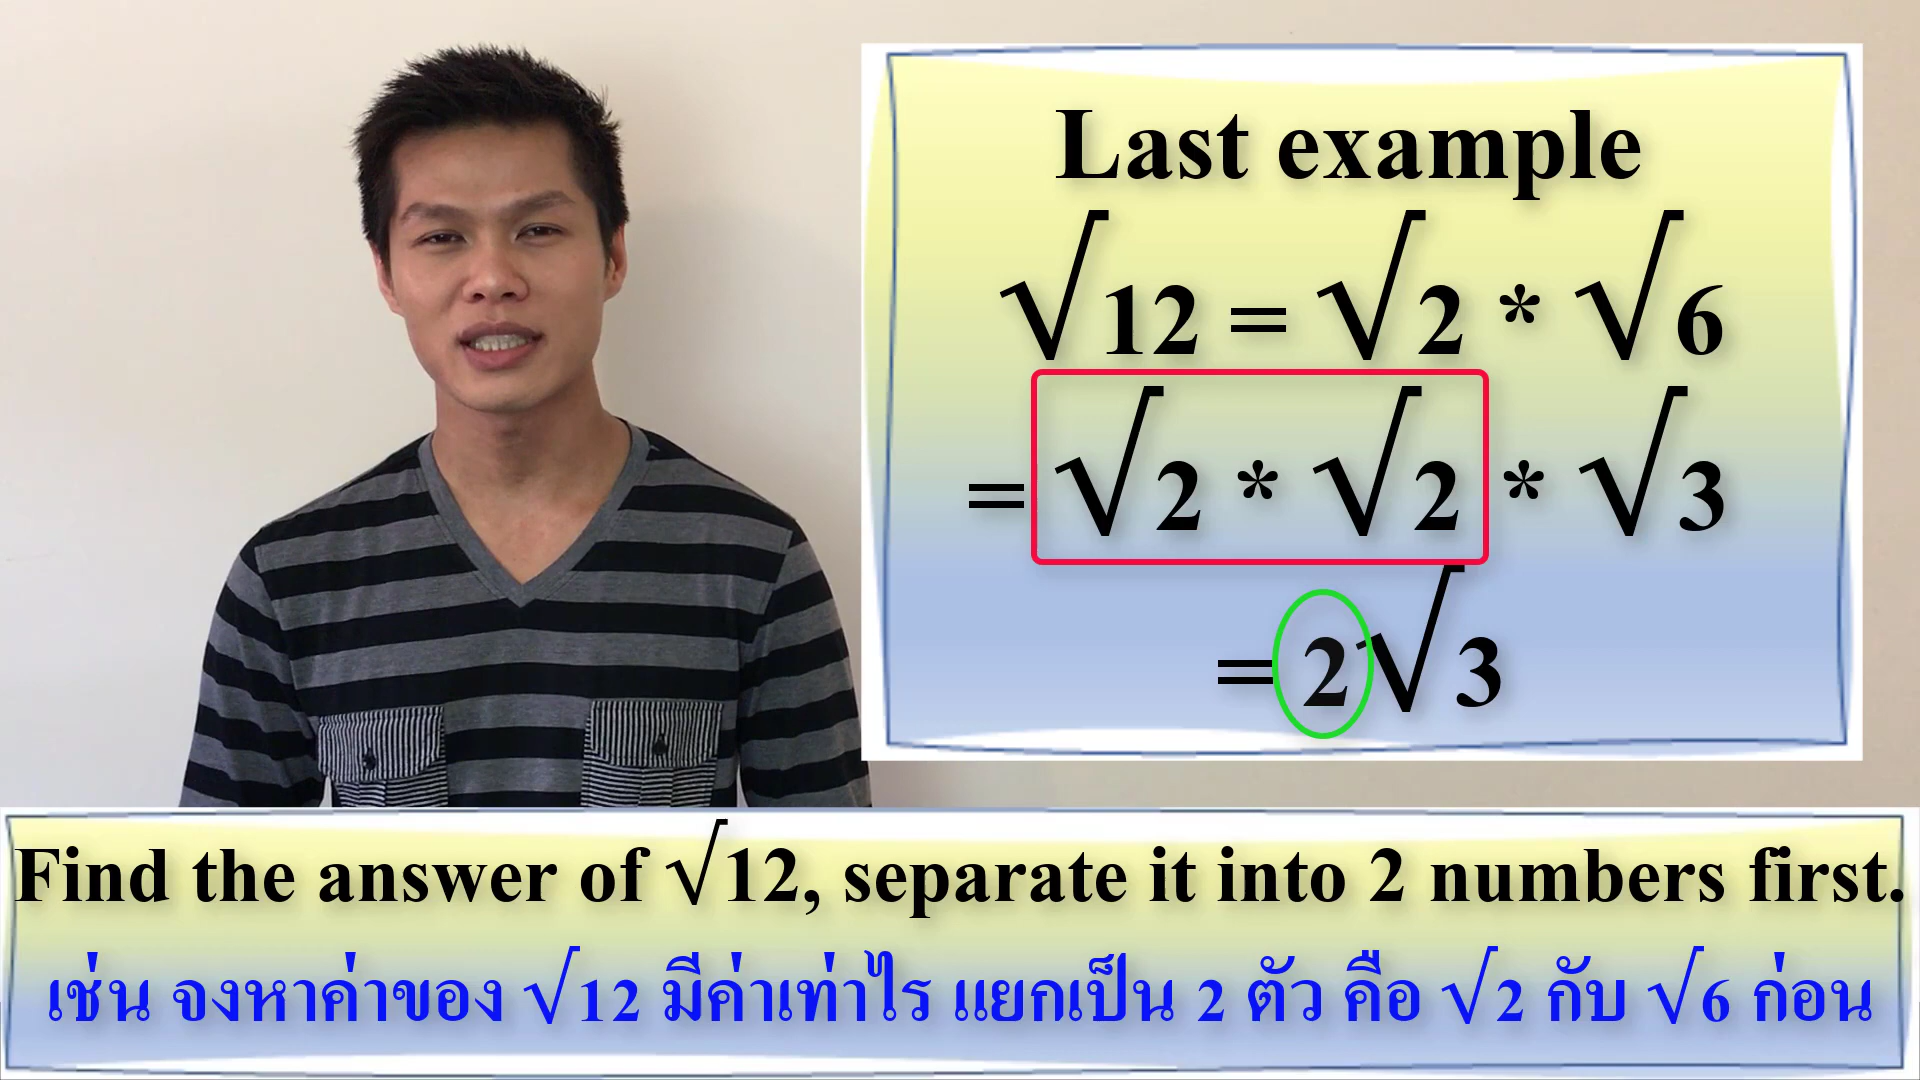 Last example
√12 = √2 * √6
= √2 * √2 * √3
= 2√3
Find the answer of √12, separate it into 2 numbers first.
เช่น จงหาค่าของ √12 มีค่าเท่าไร แยกเป็น 2 ตัว คือ √2 กับ √6 ก่อน